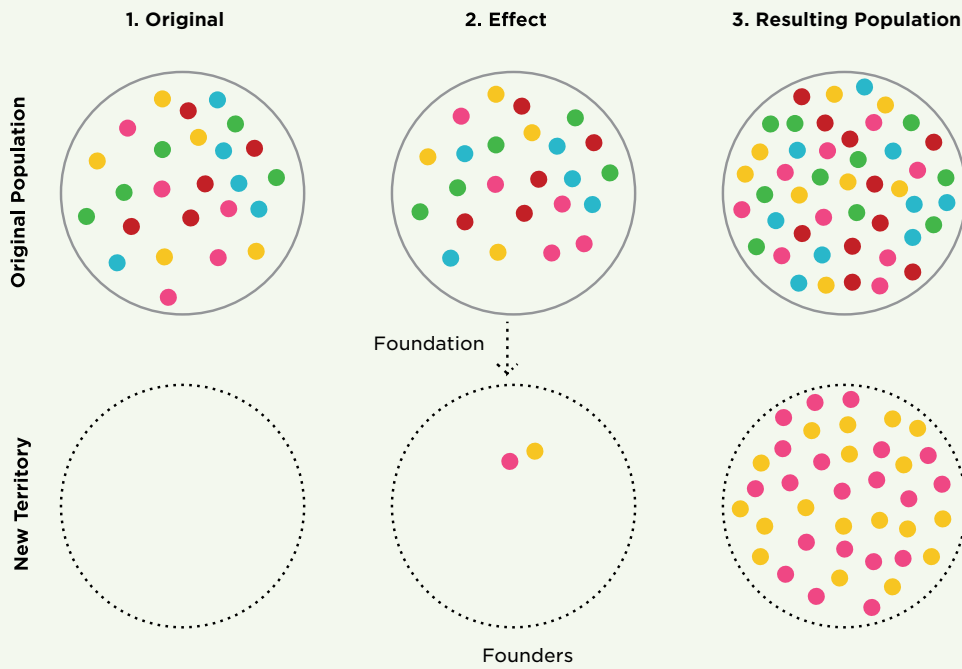 1. Original
2. Effect
3. Resulting Population
Original Population
Foundation
New Territory
Founders